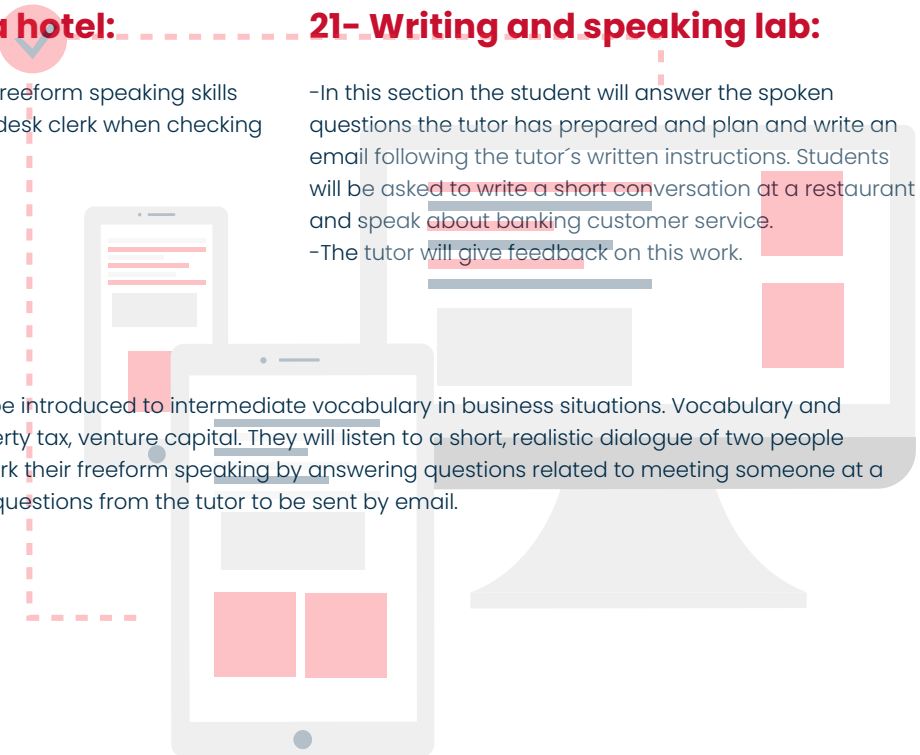 a hotel:
reeform speaking skills
desk clerk when checking
21- Writing and speaking lab:
-In this section the student will answer the spoken
questions the tutor has prepared and plan and write an
email following the tutor´s written instructions. Students
will be asked to write a short conversation at a restaurant
and speak about banking customer service.
-The tutor will give feedback on this work.
be introduced to intermediate vocabulary in business situations. Vocabulary and
erty tax, venture capital. They will listen to a short, realistic dialogue of two people
rk their freeform speaking by answering questions related to meeting someone at a
questions from the tutor to be sent by email.